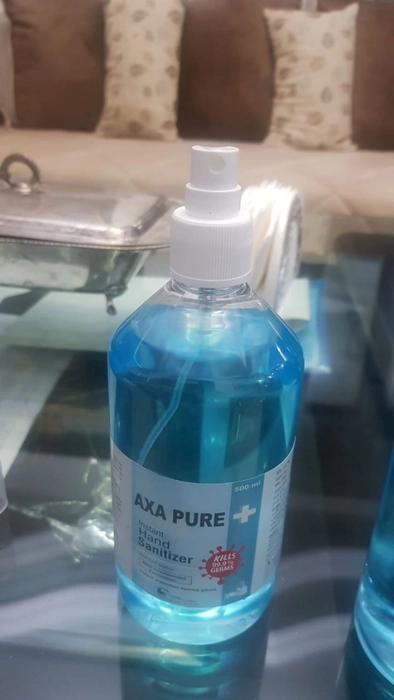 500 ml
AXA PURE
Instant
Hand
Sanitizer
KILLS
99.9%
GERMS